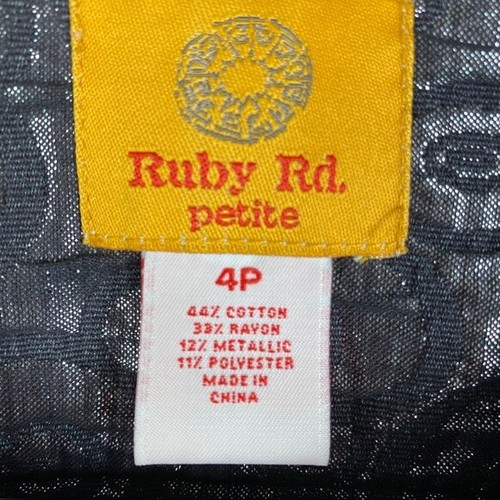 Ruby Rd.
petite
4P
44% COTTON
33% RAYON
12% METALLIC
11% POLYESTER
MADE IN
CHINA